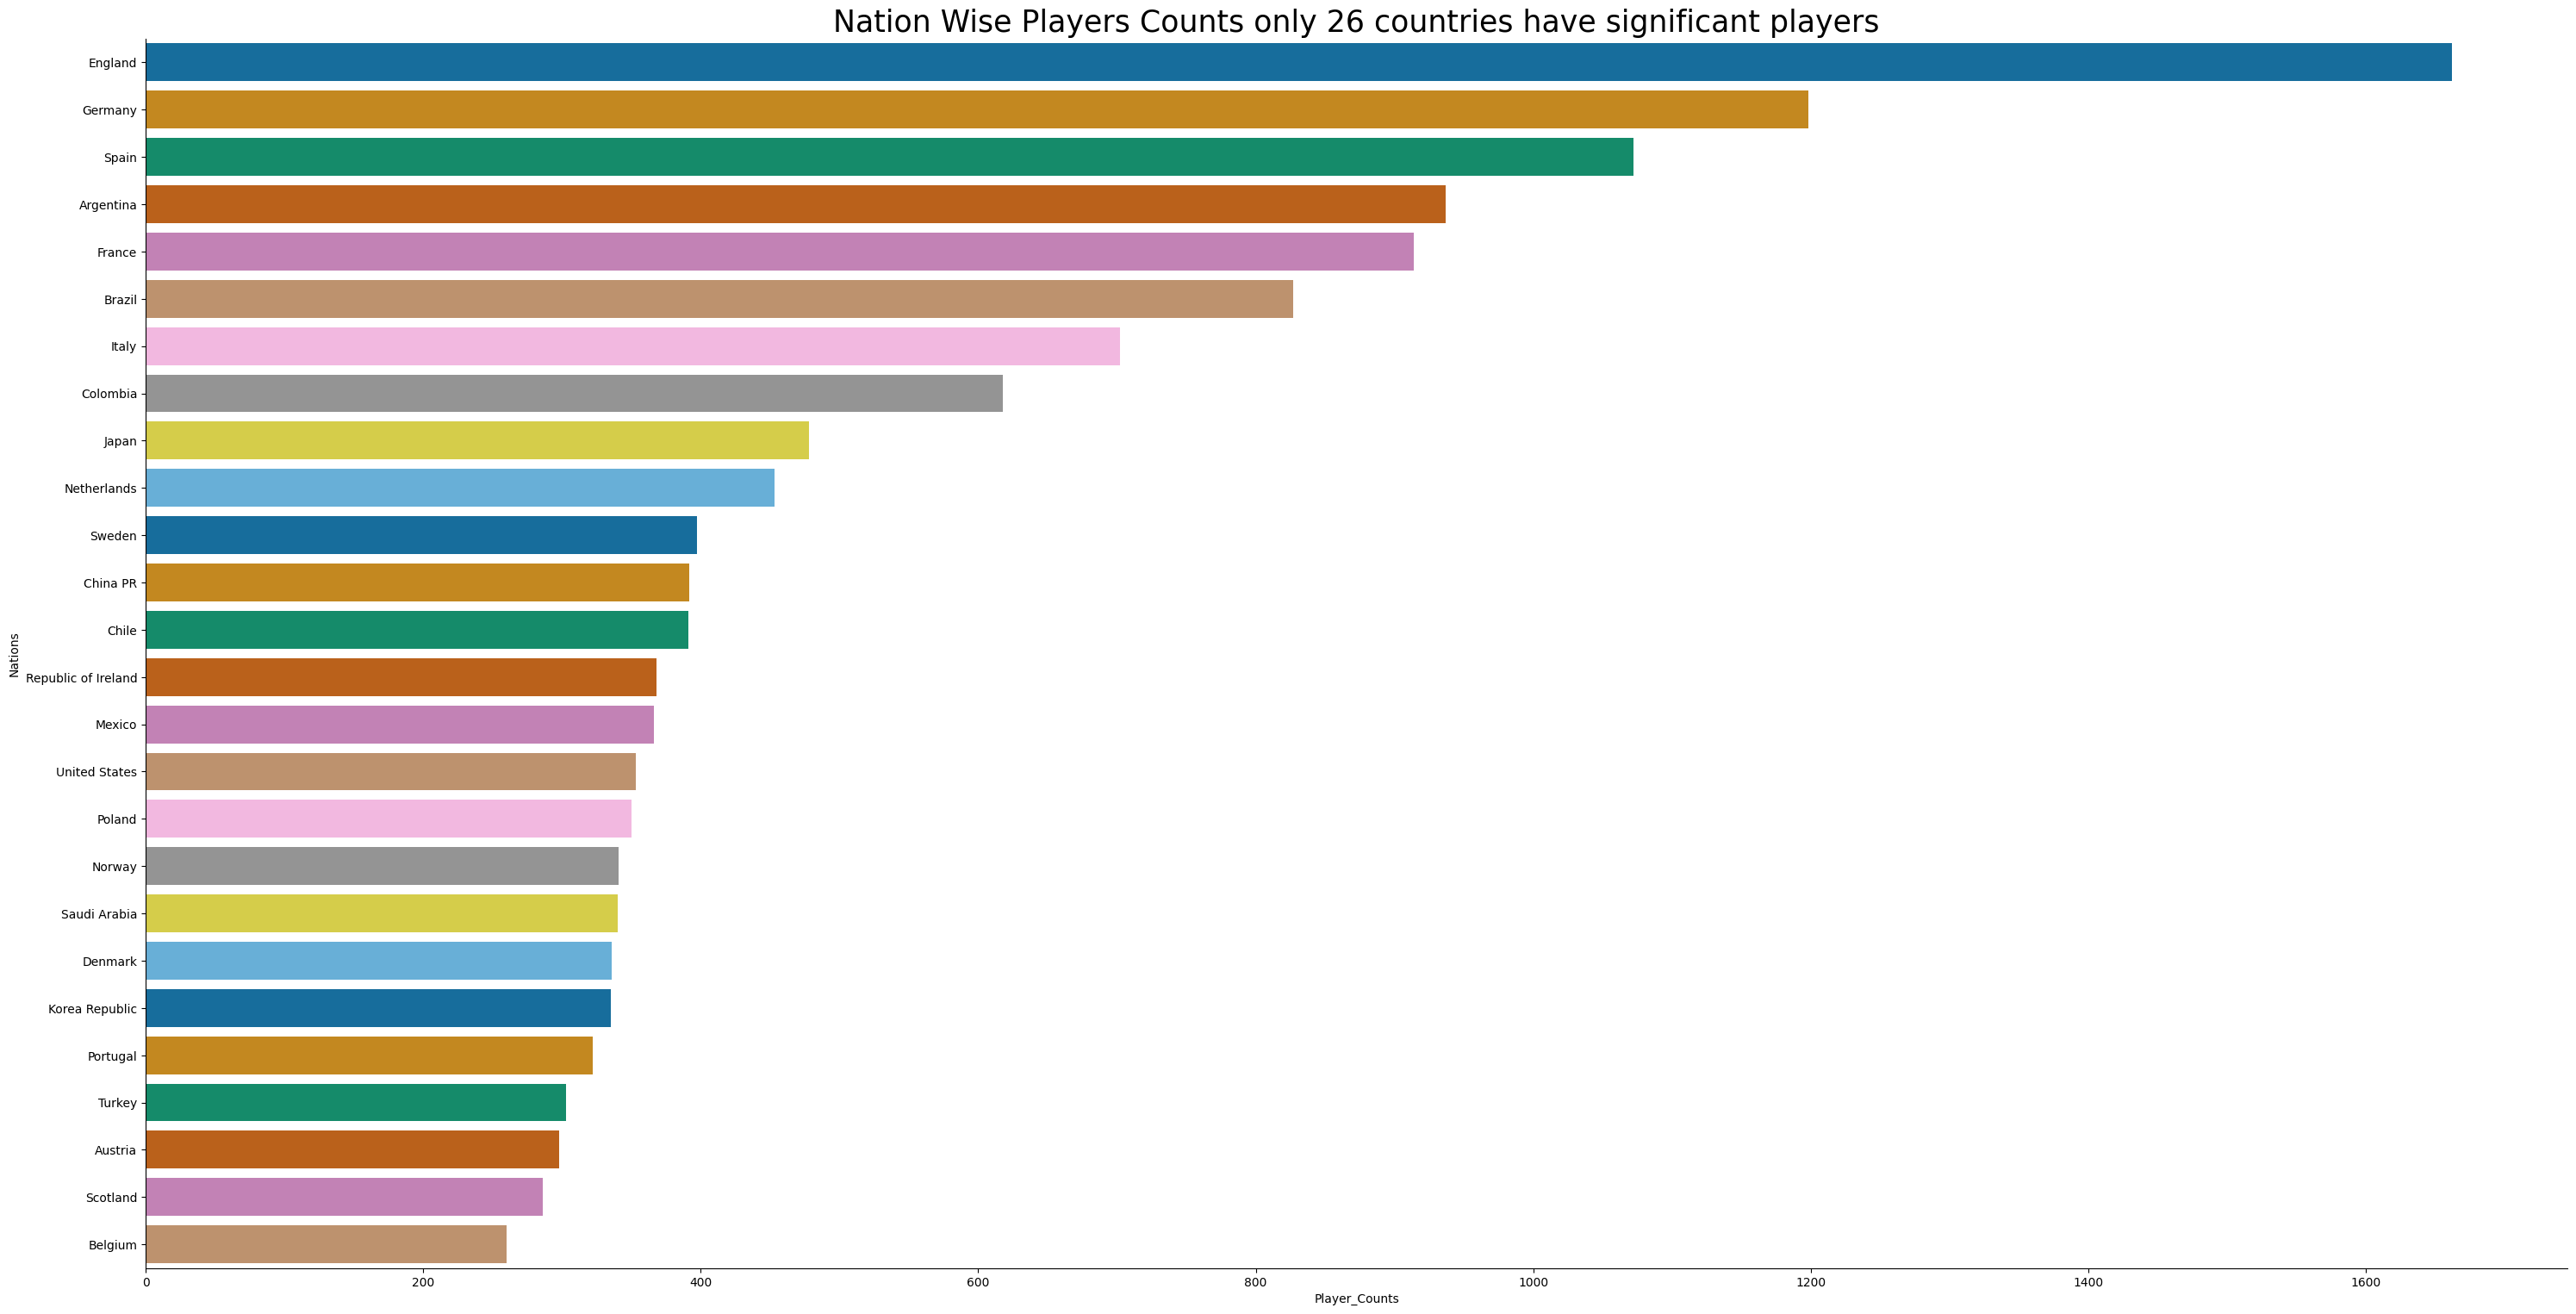 Nation Wise Players Counts only 26 countries have significant players
England
Germany
Spain
Argentina
France
Brazil
Italy
Colombia
Japan
Netherlands
Sweden
China PR
Chile
Republic of Ireland
Mexico
United States
Poland
Norway
Saudi Arabia
Denmark
Korea Republic
Portugal
Turkey
Austria
Scotland
Belgium
Nations
0 200 400 600 800 1000 1200 1400 1600
Player_Counts